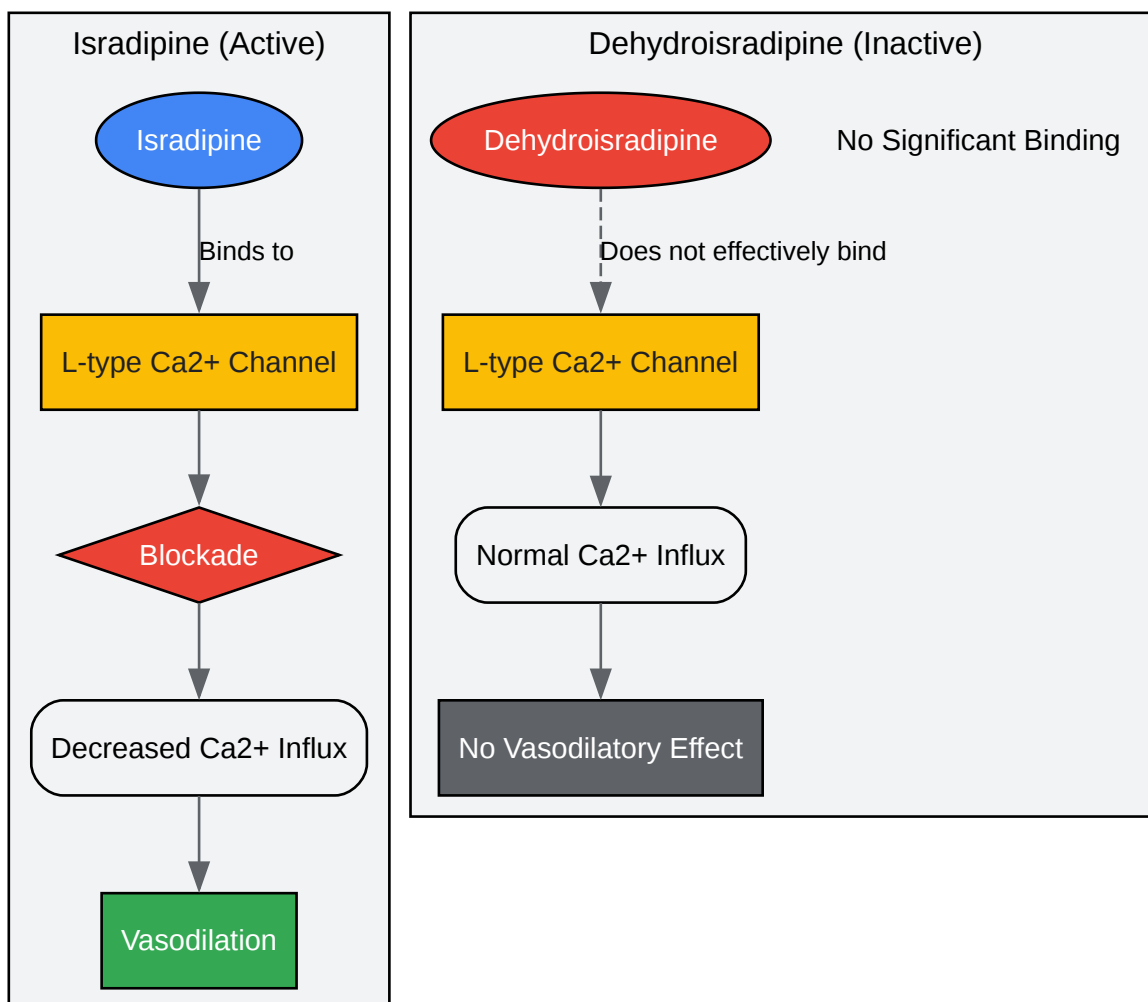 Isradipine (Active)
Isradipine
Binds to
L-type Ca2+ Channel
Blockade
Decreased Ca2+ Influx
Vasodilation
Dehydroisradipine (Inactive)
Dehydroisradipine
No Significant Binding
Does not effectively bind
L-type Ca2+ Channel
Normal Ca2+ Influx
No Vasodilatory Effect